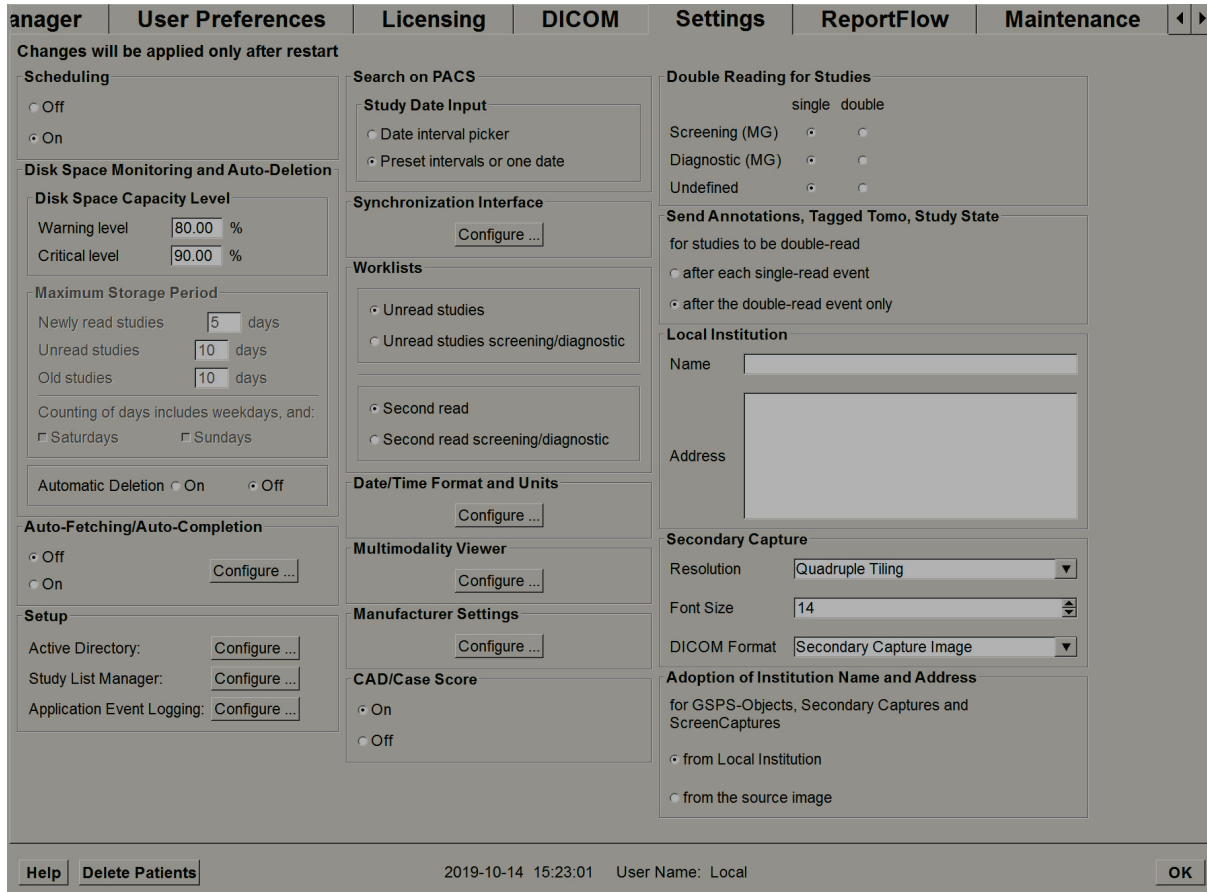 anager
User Preferences
Licensing
DICOM
Settings
ReportFlow
Maintenance
Changes will be applied only after restart
Scheduling
Off
On
Disk Space Monitoring and Auto-Deletion
Disk Space Capacity Level
Warning level 80.00 %
Critical level 90.00 %
Maximum Storage Period
Newly read studies 5 days
Unread studies 10 days
Old studies 10 days
Counting of days includes weekdays, and:
Saturdays Sundays
Automatic Deletion On Off
Auto-Fetching/Auto-Completion
Off
Configure ...
On
Setup
Active Directory: Configure ...
Study List Manager: Configure ...
Application Event Logging: Configure ...
Search on PACS
Study Date Input
Date interval picker
Preset intervals or one date
Synchronization Interface
Configure ...
Worklists
Unread studies
Unread studies screening/diagnostic
Second read
Second read screening/diagnostic
Date/Time Format and Units
Configure ...
Multimodality Viewer
Configure ...
Manufacturer Settings
Configure ...
CAD/Case Score
On
Off
Double Reading for Studies
single double
Screening (MG)
Diagnostic (MG)
Undefined
Send Annotations, Tagged Tomo, Study State
for studies to be double-read
after each single-read event
after the double-read event only
Local Institution
Name
Address
Secondary Capture
Resolution Quadruple Tiling
Font Size 14
DICOM Format Secondary Capture Image
Adoption of Institution Name and Address
for GSPS-Objects, Secondary Captures and
ScreenCaptures
from Local Institution
from the source image
Help Delete Patients 2019-10-14 15:23:01 User Name: Local OK